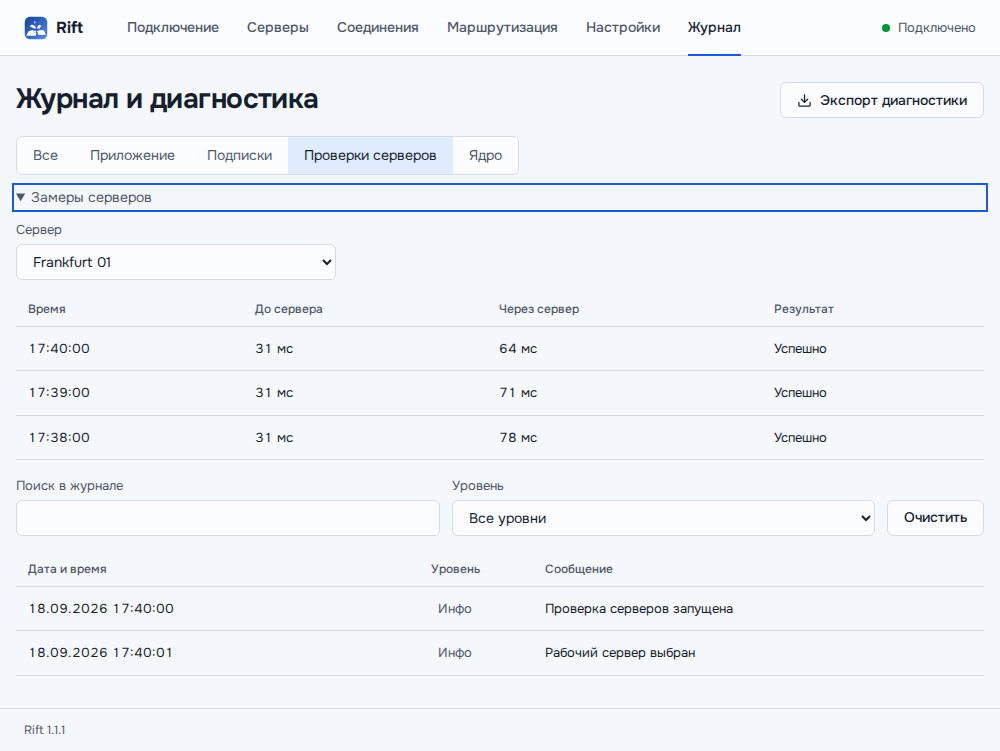 Rift Подключение Серверы Соединения Маршрутизация Настройки Журнал Подключено
Журнал и диагностика Экспорт диагностики
Все Приложение Подписки Проверки серверов Ядро
Замеры серверов
Сервер
Frankfurt 01
Время До сервера Через сервер Результат
17:40:00 31 мс 64 мс Успешно
17:39:00 31 мс 71 мс Успешно
17:38:00 31 мс 78 мс Успешно
Поиск в журнале Уровень
Все уровни Очистить
Дата и время Уровень Сообщение
18.09.2026 17:40:00 Инфо Проверка серверов запущена
18.09.2026 17:40:01 Инфо Рабочий сервер выбран
Rift 1.1.1